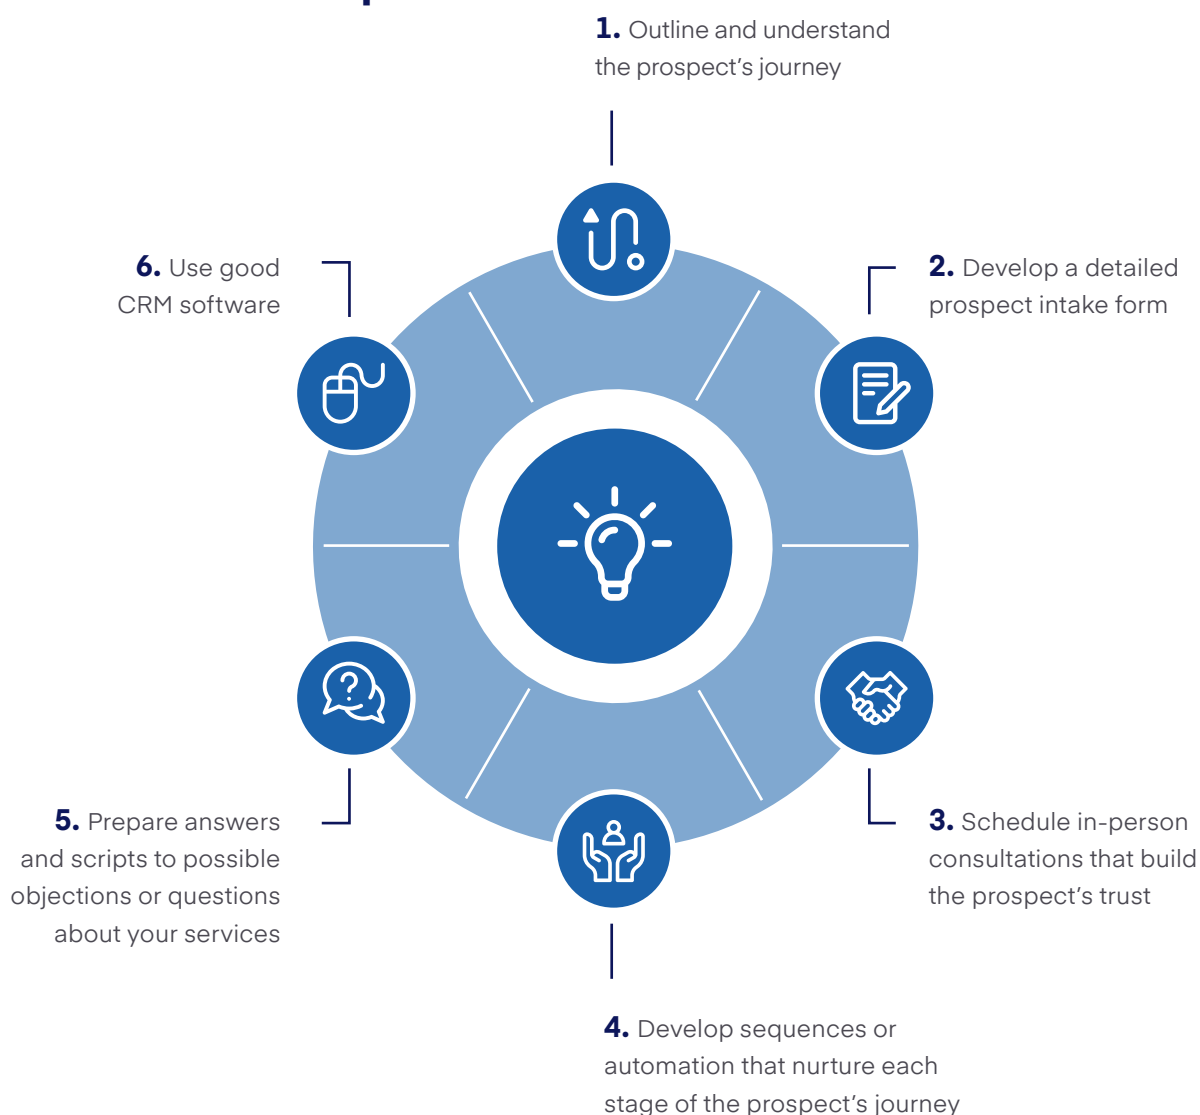 1. Outline and understand
the prospect's journey
2. Develop a detailed
prospect intake form
3. Schedule in-person
consultations that build
the prospect's trust
4. Develop sequences or
automation that nurture each
stage of the prospect's journey
5. Prepare answers
and scripts to possible
objections or questions
about your services
6. Use good
CRM software